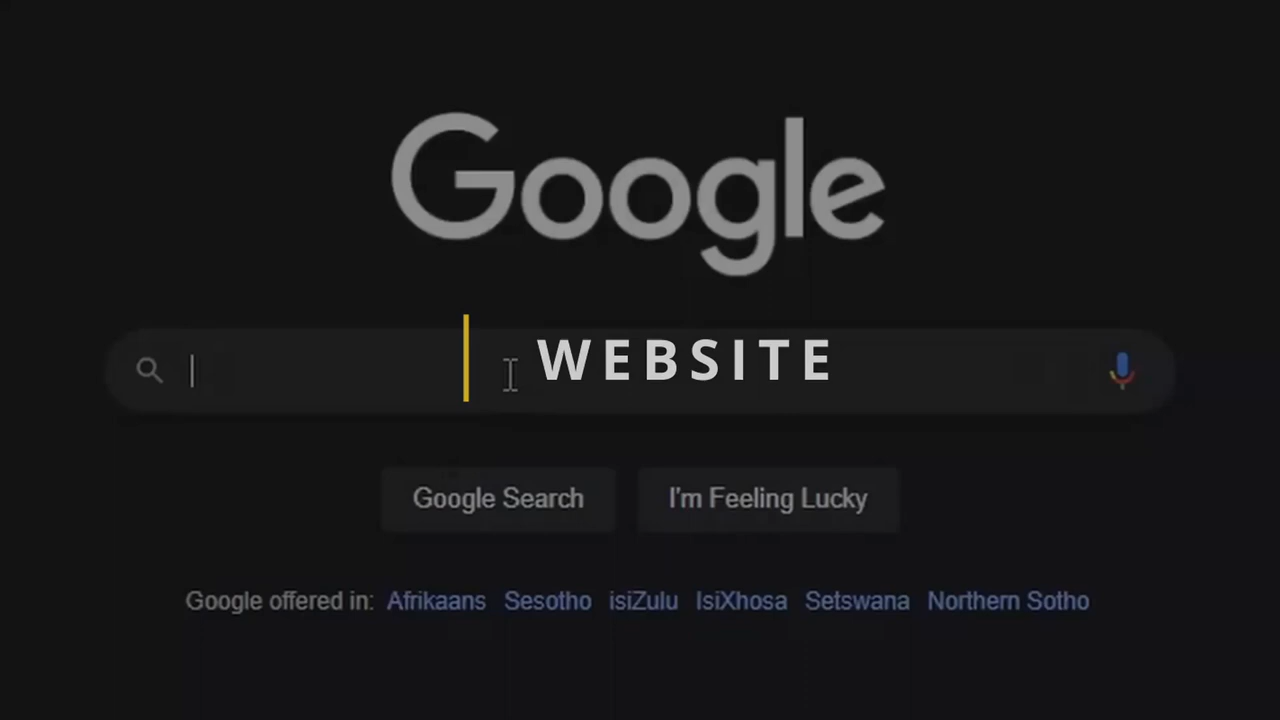 Google
WEBSITE
Google Search I'm Feeling Lucky
Google offered in: Afrikaans Sesotho isiZulu IsiXhosa Setswana Northern Sotho